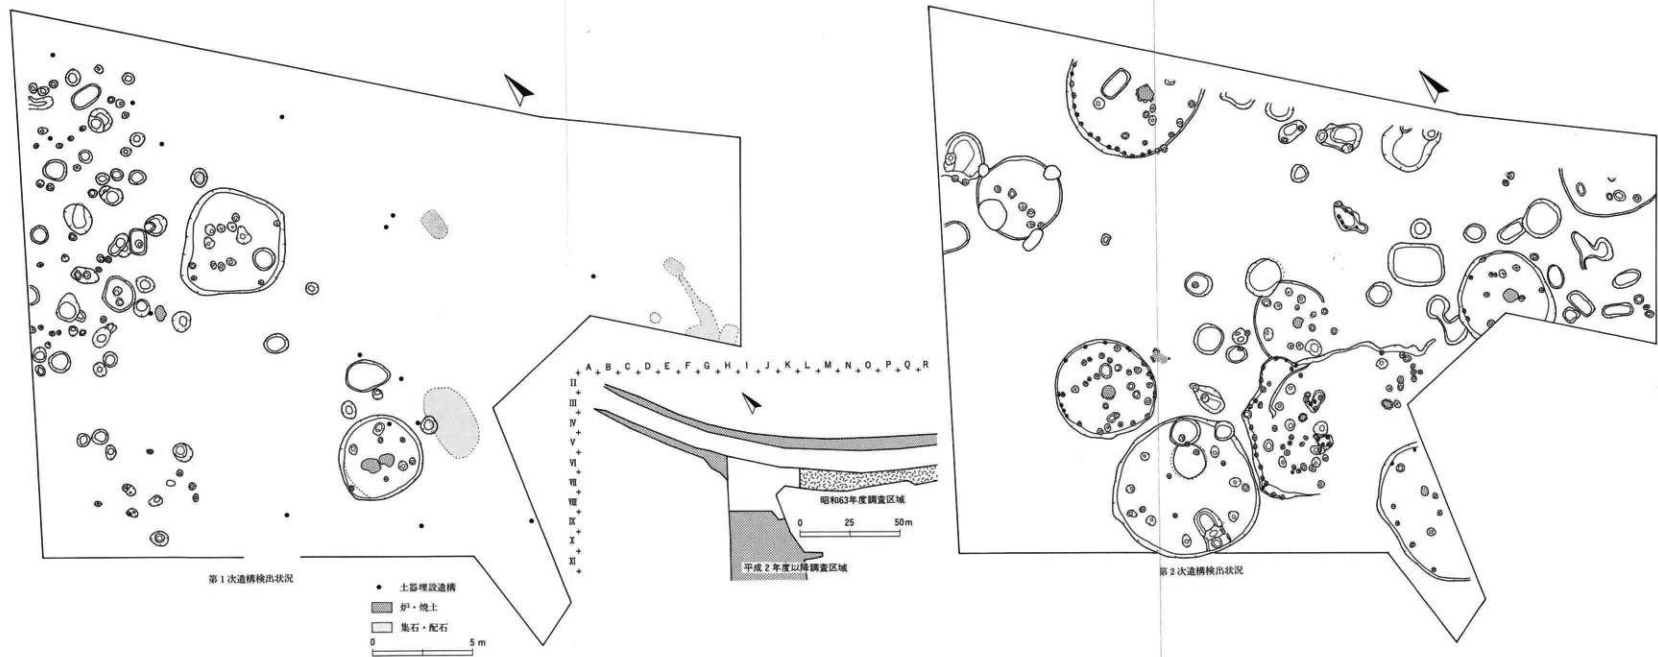 A B C D E F G H I J K L M N O P Q R
II
III
IV
V
VI
VII
VIII
IX
X
XI
昭和63年度調査区域
0 25 50m
平成2年度以降調査区域
第1次遺構検出状況
土器埋設遺構
炉・焼土
集石・配石
0 5 m
第2次遺構検出状況